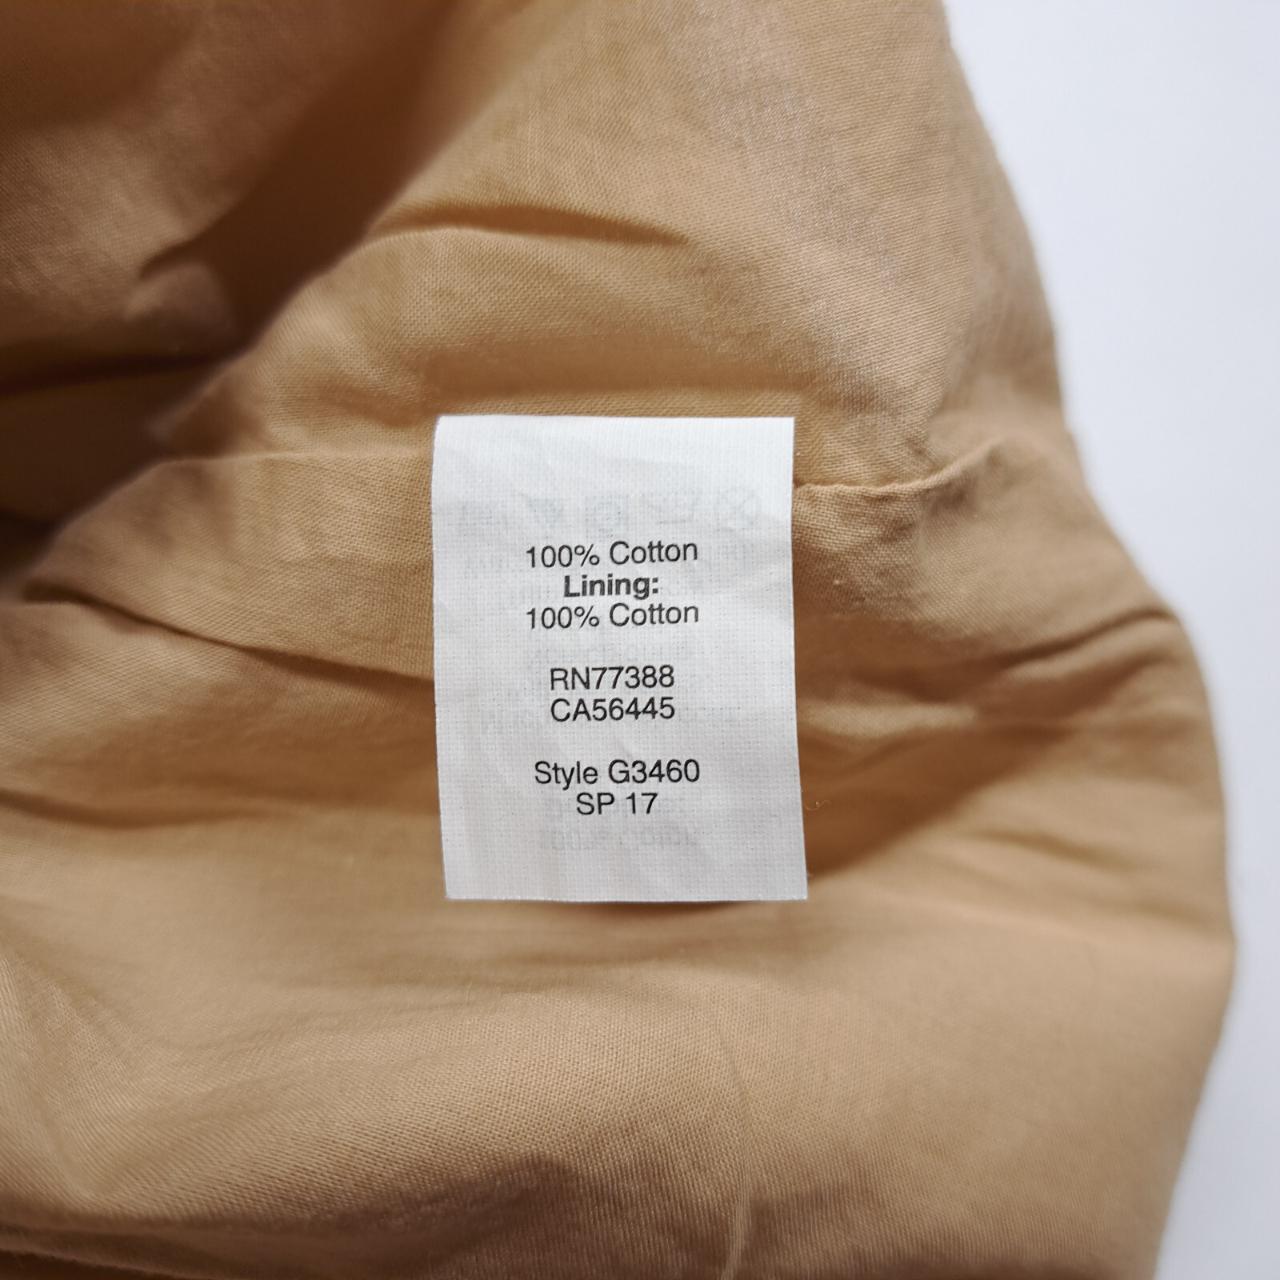 100% Cotton
Lining:
100% Cotton
RN77388
CA56445
Style G3460
SP 17